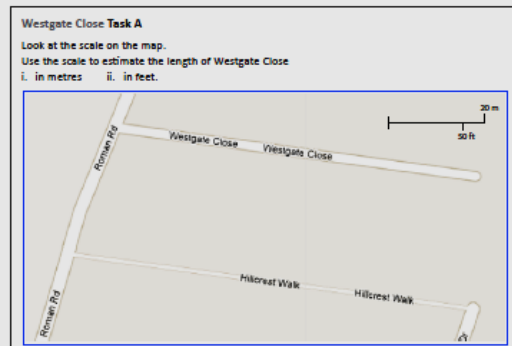 Westgate Close Task A
Look at the scale on the map.
Use the scale to estimate the length of Westgate Close
i. in metres ii. in feet.
20 m
50 ft
Roman Rd
Westgate Close Westgate Close
Hillcrest Walk Hillcrest Walk
Roman Rd
Dr